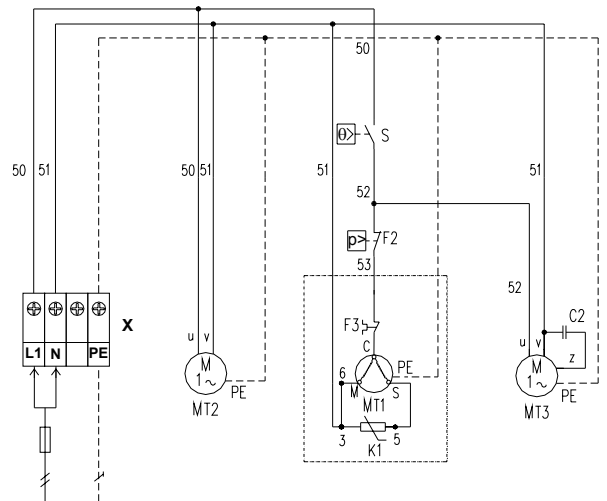 50
θ> S
50 51 50 51 51 51
52
p> F2
53
52
X
F3
C2
L1 N PE
u v
C
u v
M 1~
PE
6
M S
PE
z
M 1~
PE
MT2
MT1
MT3
3 5
K1